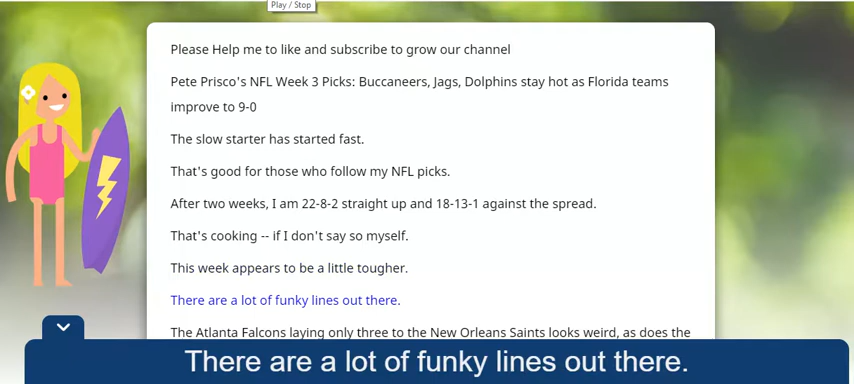 Play / Stop
Please Help me to like and subscribe to grow our channel
Pete Prisco's NFL Week 3 Picks: Buccaneers, Jags, Dolphins stay hot as Florida teams
improve to 9-0
The slow starter has started fast.
That's good for those who follow my NFL picks.
After two weeks, I am 22-8-2 straight up and 18-13-1 against the spread.
That's cooking -- if I don't say so myself.
This week appears to be a little tougher.
There are a lot of funky lines out there.
The Atlanta Falcons laying only three to the New Orleans Saints looks weird, as does the
There are a lot of funky lines out there.